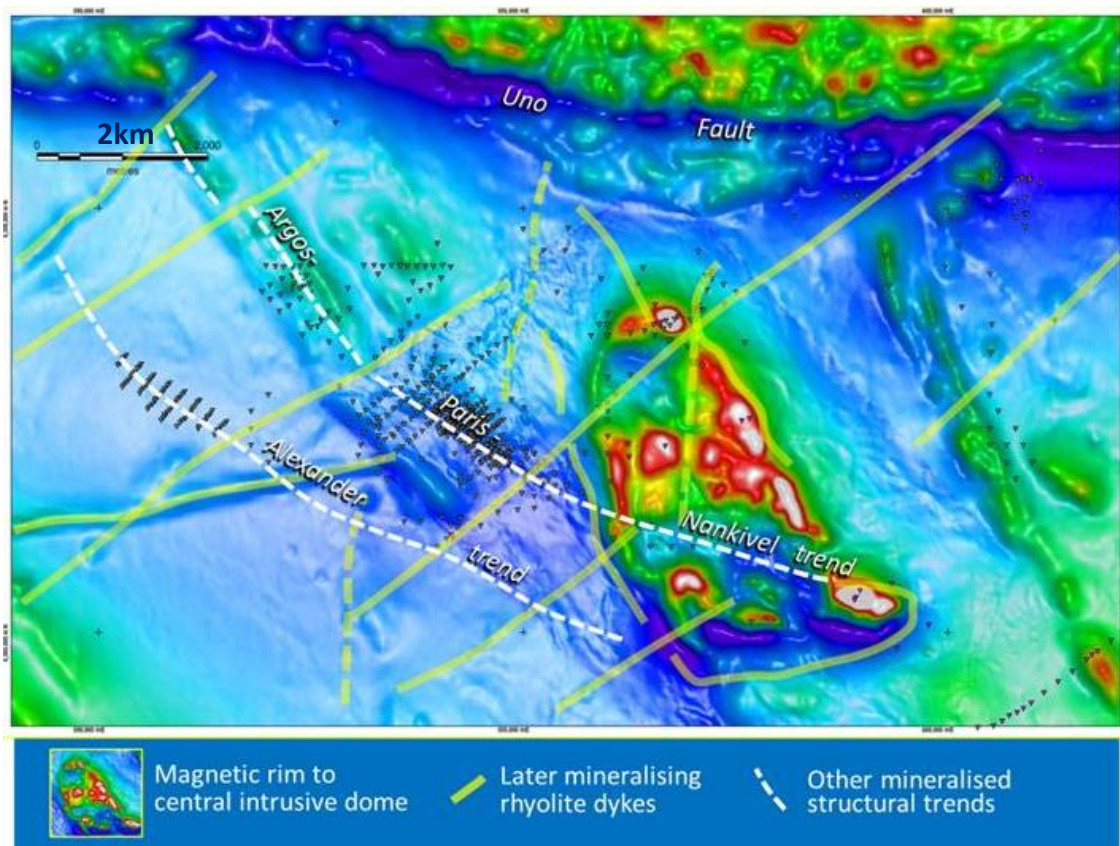 Uno
Fault
2km
0
2,000
metres
Argos-
Paris
Alexander
trend
Nankivel trend
Magnetic rim to
central intrusive dome
Later mineralising
rhyolite dykes
Other mineralised
structural trends